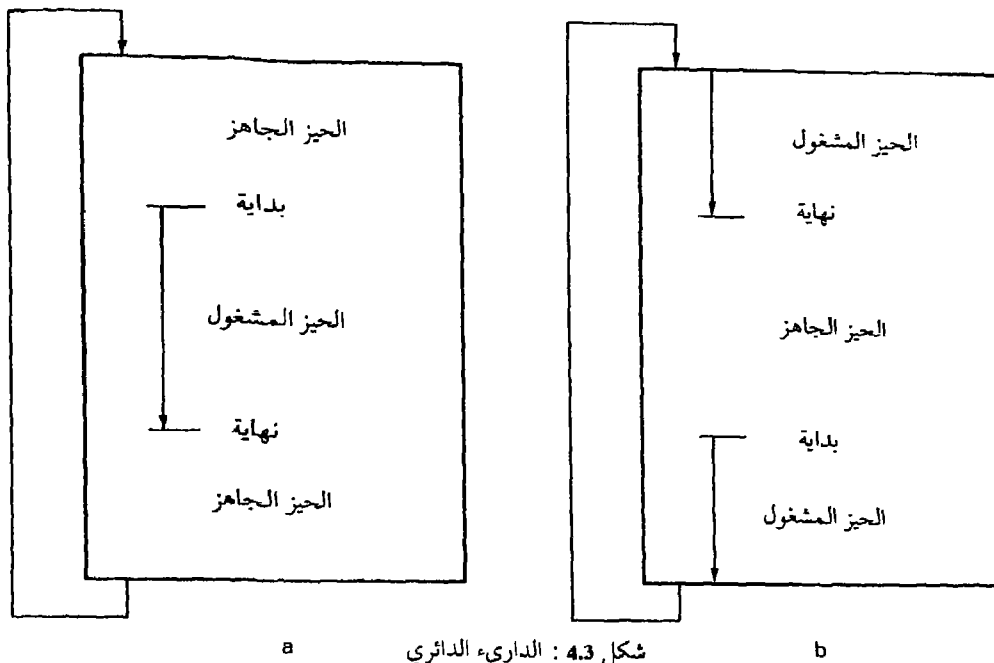 الحيز الجاهز
بداية
الحيز المشغول
نهاية
الحيز الجاهز
a
الحيز المشغول
نهاية
الحيز الجاهز
بداية
الحيز المشغول
b
شكل 4.3 : الداريء الدائري